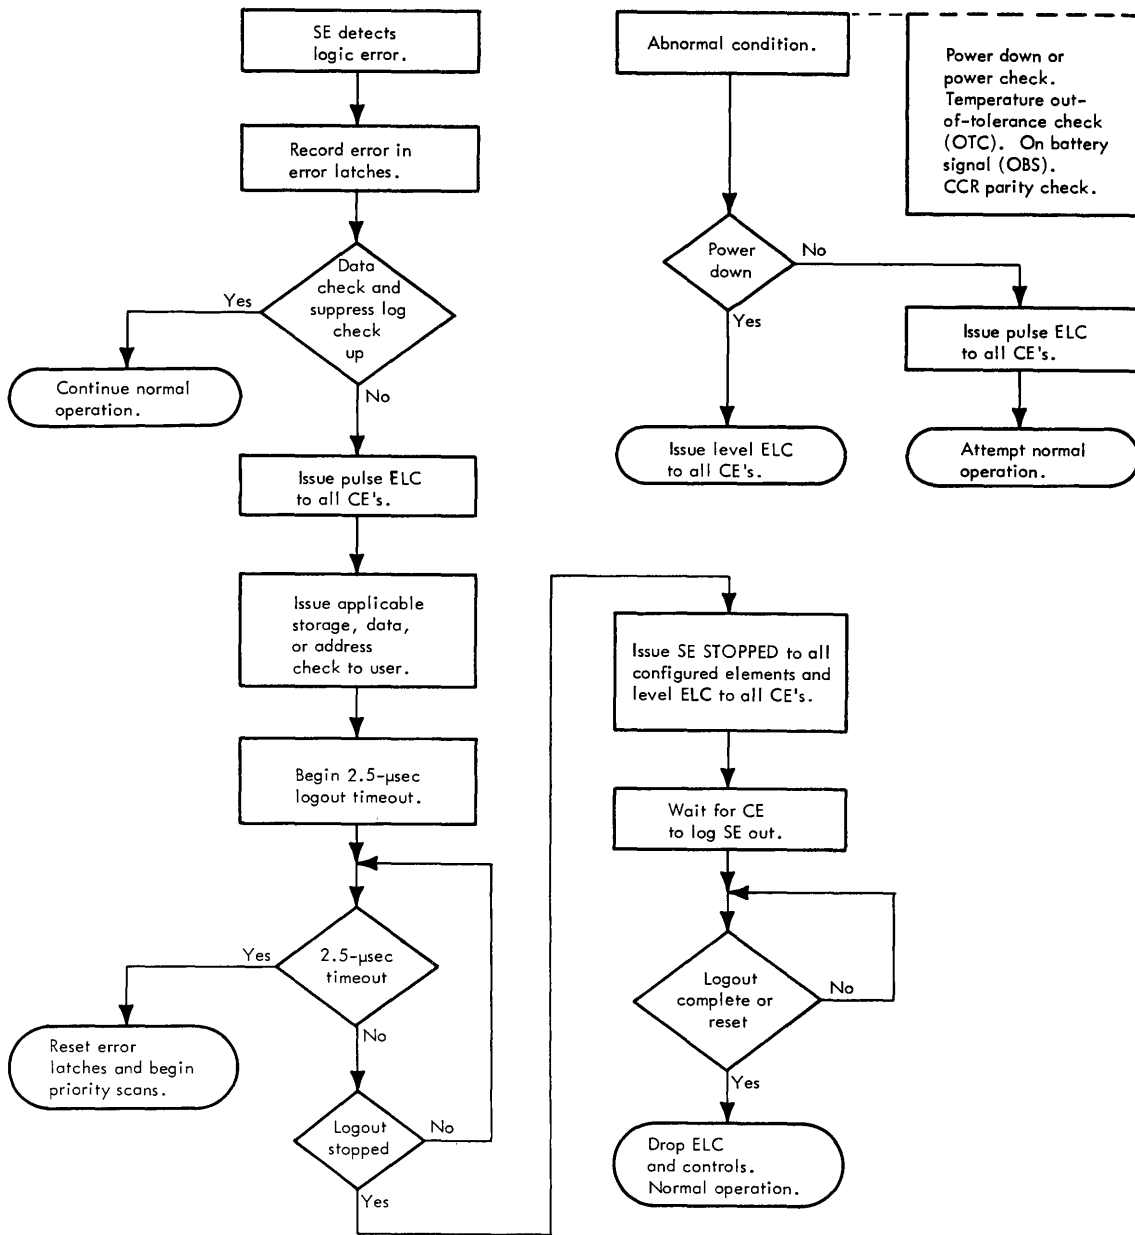 SE detects
logic error.
Record error in
error latches.
Data
check and
suppress log
check
up
Yes
Continue normal
operation.
No
Issue pulse ELC
to all CE's.
Issue applicable
storage, data,
or address
check to user.
Begin 2.5-μsec
logout timeout.
2.5-μsec
timeout
Yes
Reset error
latches and begin
priority scans.
No
Logout
stopped
No
Yes
Abnormal condition.
Power down or
power check.
Temperature out-
of-tolerance check
(OTC). On battery
signal (OBS).
CCR parity check.
Power
down
No
Yes
Issue pulse ELC
to all CE's.
Issue level ELC
to all CE's.
Attempt normal
operation.
Issue SE STOPPED to all
configured elements and
level ELC to all CE's.
Wait for CE
to log SE out.
Logout
complete or
reset
No
Yes
Drop ELC
and controls.
Normal operation.